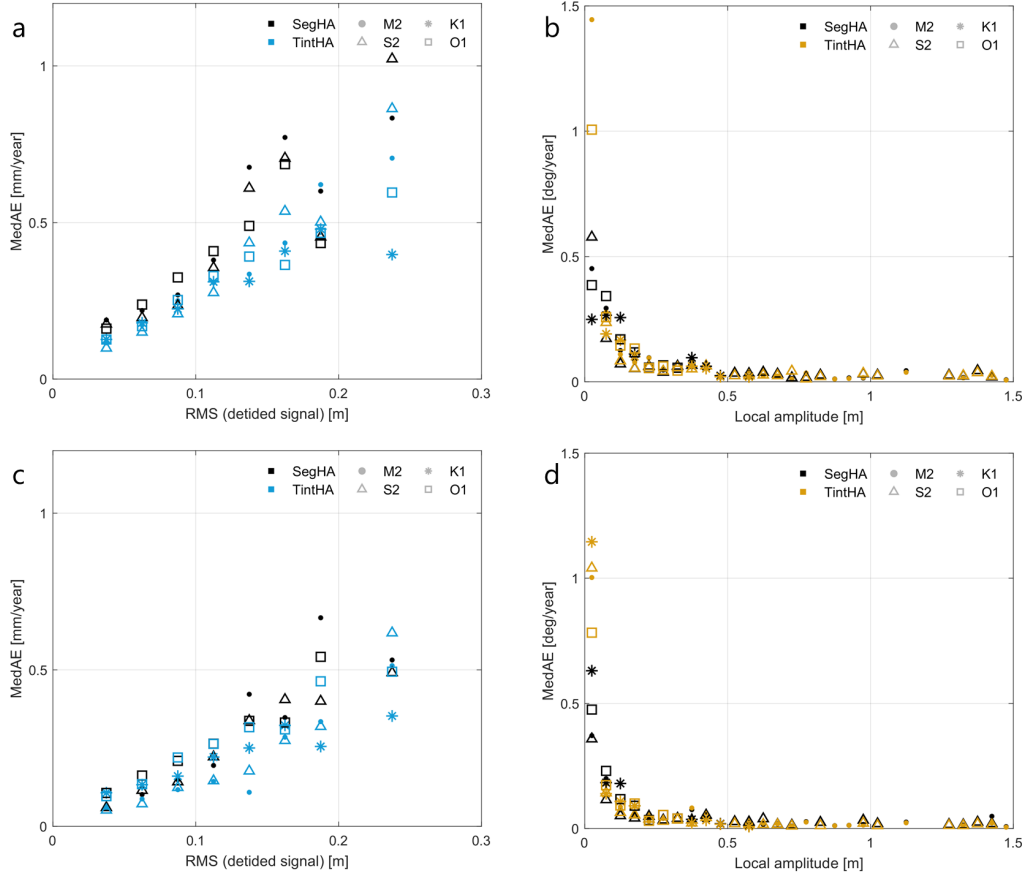 a
SegHA M2 K1
TintHA S2 O1
1
0.5
0
0 0.1 0.2 0.3
MedAE [mm/year]
RMS (detided signal) [m]
b
SegHA M2 K1
TintHA S2 O1
1.5
1
0.5
0
0 0.5 1 1.5
MedAE [deg/year]
Local amplitude [m]
c
SegHA M2 K1
TintHA S2 O1
1
0.5
0
0 0.1 0.2 0.3
MedAE [mm/year]
RMS (detided signal) [m]
d
SegHA M2 K1
TintHA S2 O1
1.5
1
0.5
0
0 0.5 1 1.5
MedAE [deg/year]
Local amplitude [m]